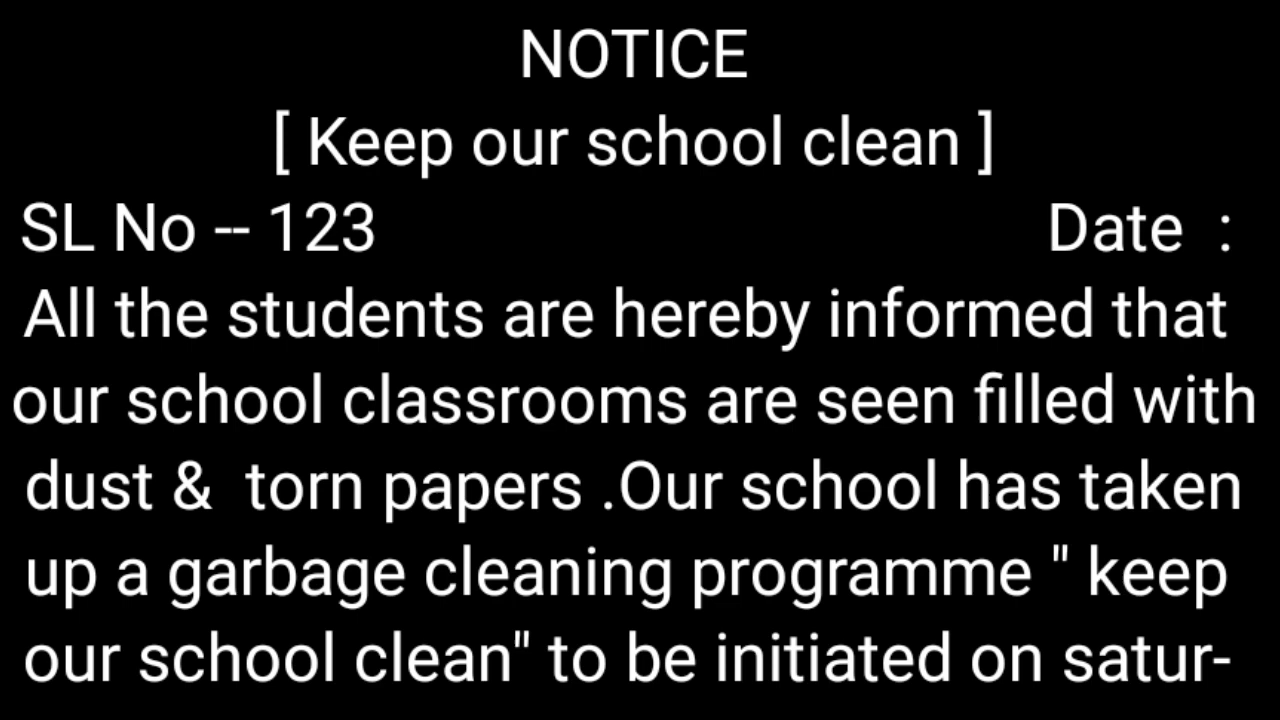 NOTICE
[ Keep our school clean ]
SL No -- 123 Date :
All the students are hereby informed that
our school classrooms are seen filled with
dust & torn papers .Our school has taken
up a garbage cleaning programme " keep
our school clean" to be initiated on satur-